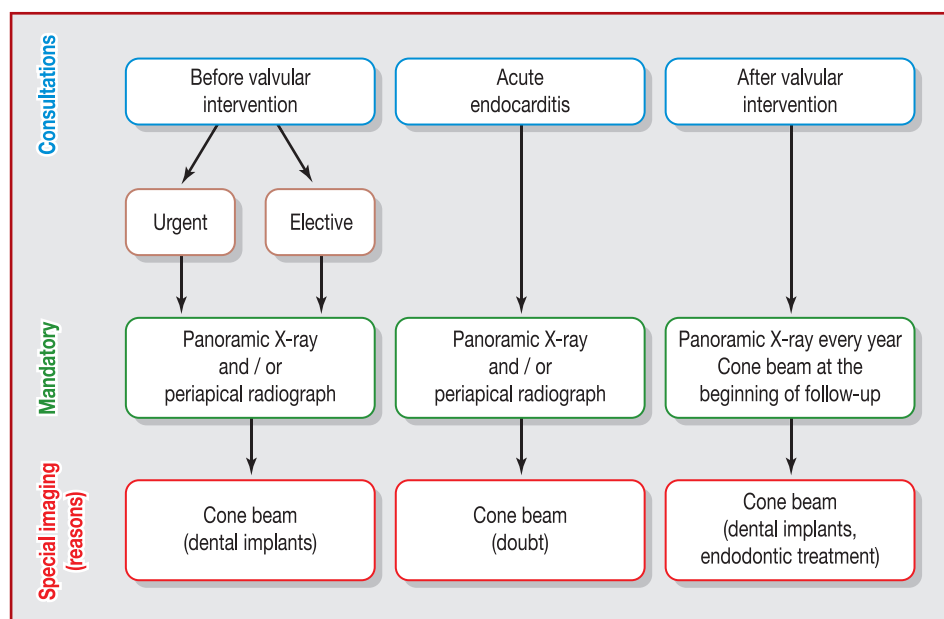 Consultations
Before valvular
intervention
Acute
endocarditis
After valvular
intervention
Urgent
Elective
Mandatory
Panoramic X-ray
and / or
periapical radiograph
Panoramic X-ray
and / or
periapical radiograph
Panoramic X-ray every year
Cone beam at the
beginning of follow-up
Special imaging
(reasons)
Cone beam
(dental implants)
Cone beam
(doubt)
Cone beam
(dental implants,
endodontic treatment)